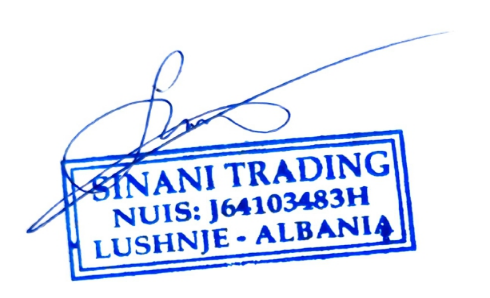 SINANI TRADING
NUIS: J64103483H
LUSHNJE - ALBANIA